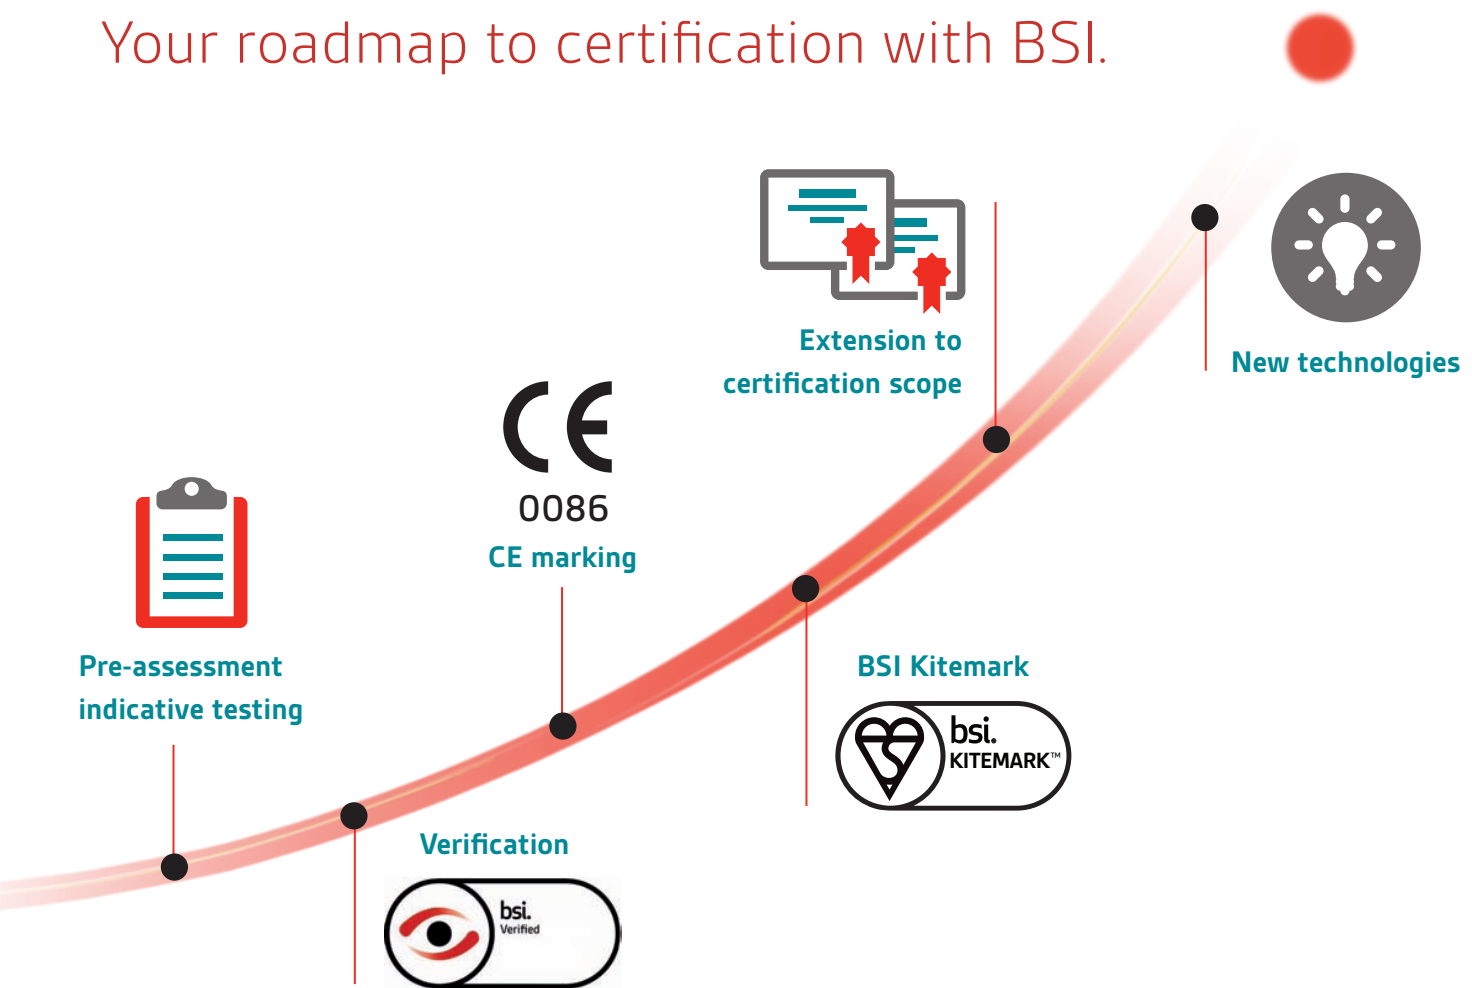 Your roadmap to certification with BSI.
Pre-assessment
indicative testing
Verification
bsi.
Verified
CE
0086
CE marking
BSI Kitemark
bsi.
KITEMARK™
Extension to
certification scope
New technologies